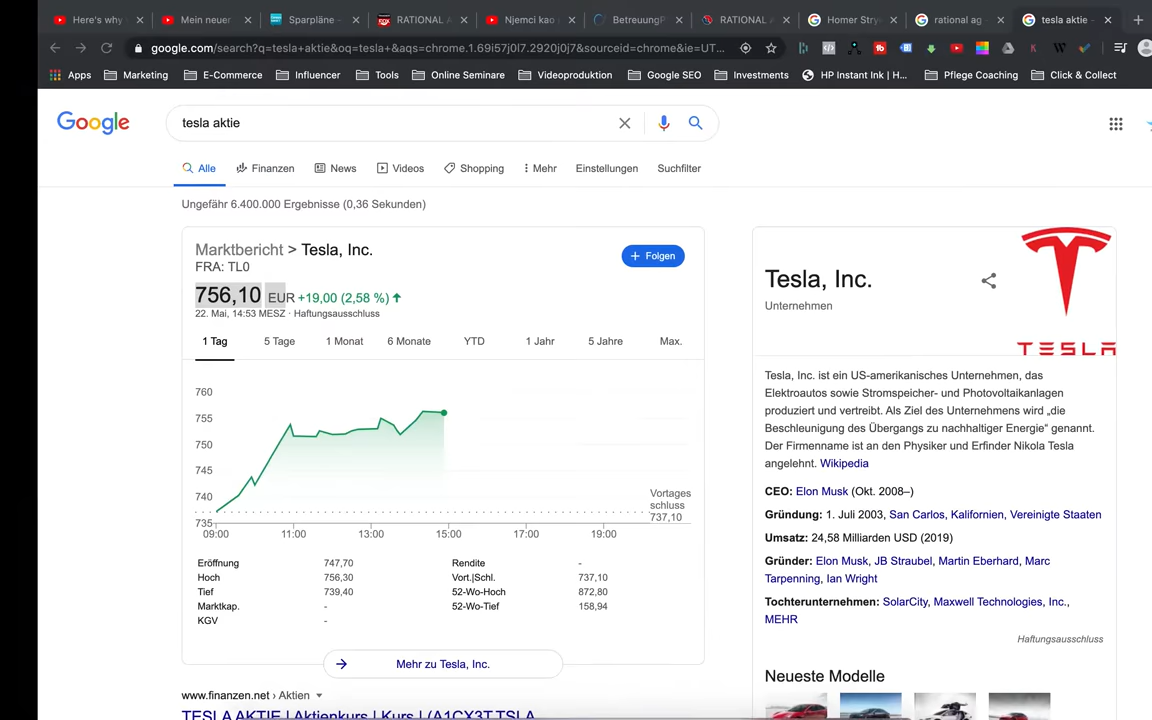 Here's why
Mein neuer
Sparpläne -
RATIONAL A
Njemci kao
BetreuungP
RATIONAL A
Homer Stry
rational ag -
tesla aktie -
google.com/search?q=tesla+aktie&oq=tesla+&aqs=chrome.1.69i57j0l7.2920j0j7&sourceid=chrome&ie=UT...
Apps
Marketing
E-Commerce
Influencer
Tools
Online Seminare
Videoproduktion
Google SEO
Investments
HP Instant Ink | H...
Pflege Coaching
Click & Collect
Google
tesla aktie
Alle
Finanzen
News
Videos
Shopping
Mehr
Einstellungen
Suchfilter
Ungefähr 6.400.000 Ergebnisse (0,36 Sekunden)
Marktbericht > Tesla, Inc.
FRA: TL0
+ Folgen
756,10 EUR +19,00 (2,58 %)
22. Mai, 14:53 MESZ · Haftungsausschluss
1 Tag
5 Tage
1 Monat
6 Monate
YTD
1 Jahr
5 Jahre
Max.
760
755
750
745
740
735
Vortages
schluss
737,10
09:00
11:00
13:00
15:00
17:00
19:00
Eröffnung 747,70
Hoch 756,30
Tief 739,40
Marktkap. -
KGV -
Rendite -
Vort.|Schl. 737,10
52-Wo-Hoch 872,80
52-Wo-Tief 158,94
Mehr zu Tesla, Inc.
www.finanzen.net › Aktien
TESLA AKTIE | Aktienkurs | Kurs | (A1CX3T,TSLA
Tesla, Inc.
Unternehmen
TESLA
Tesla, Inc. ist ein US-amerikanisches Unternehmen, das
Elektroautos sowie Stromspeicher- und Photovoltaikanlagen
produziert und vertreibt. Als Ziel des Unternehmens wird „die
Beschleunigung des Übergangs zu nachhaltiger Energie“ genannt.
Der Firmenname ist an den Physiker und Erfinder Nikola Tesla
angelehnt. Wikipedia
CEO: Elon Musk (Okt. 2008–)
Gründung: 1. Juli 2003, San Carlos, Kalifornien, Vereinigte Staaten
Umsatz: 24,58 Milliarden USD (2019)
Gründer: Elon Musk, JB Straubel, Martin Eberhard, Marc
Tarpenning, Ian Wright
Tochterunternehmen: SolarCity, Maxwell Technologies, Inc.,
MEHR
Haftungsausschluss
Neueste Modelle